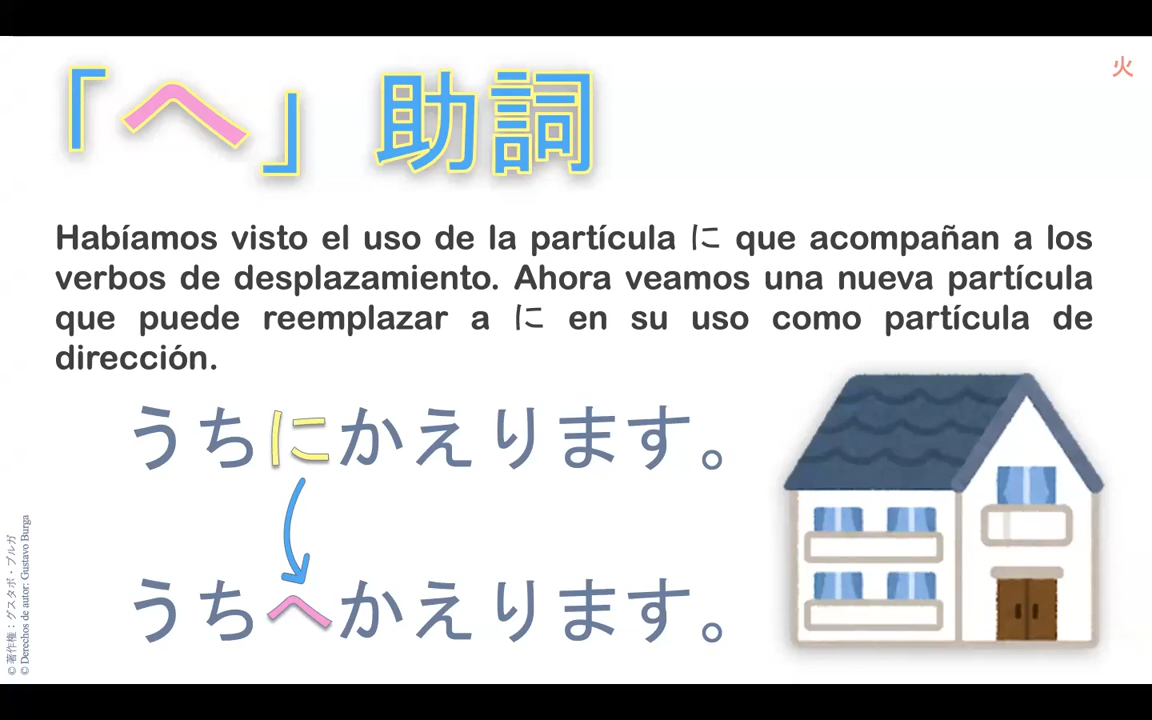 「へ」助詞
火
Habíamos visto el uso de la partícula に que acompañan a los
verbos de desplazamiento. Ahora veamos una nueva partícula
que puede reemplazar a に en su uso como partícula de
dirección.
うちにかえります。
うちへかえります。
© 著作権：グスタボ・ブルガ
© Derechos de autor: Gustavo Burga